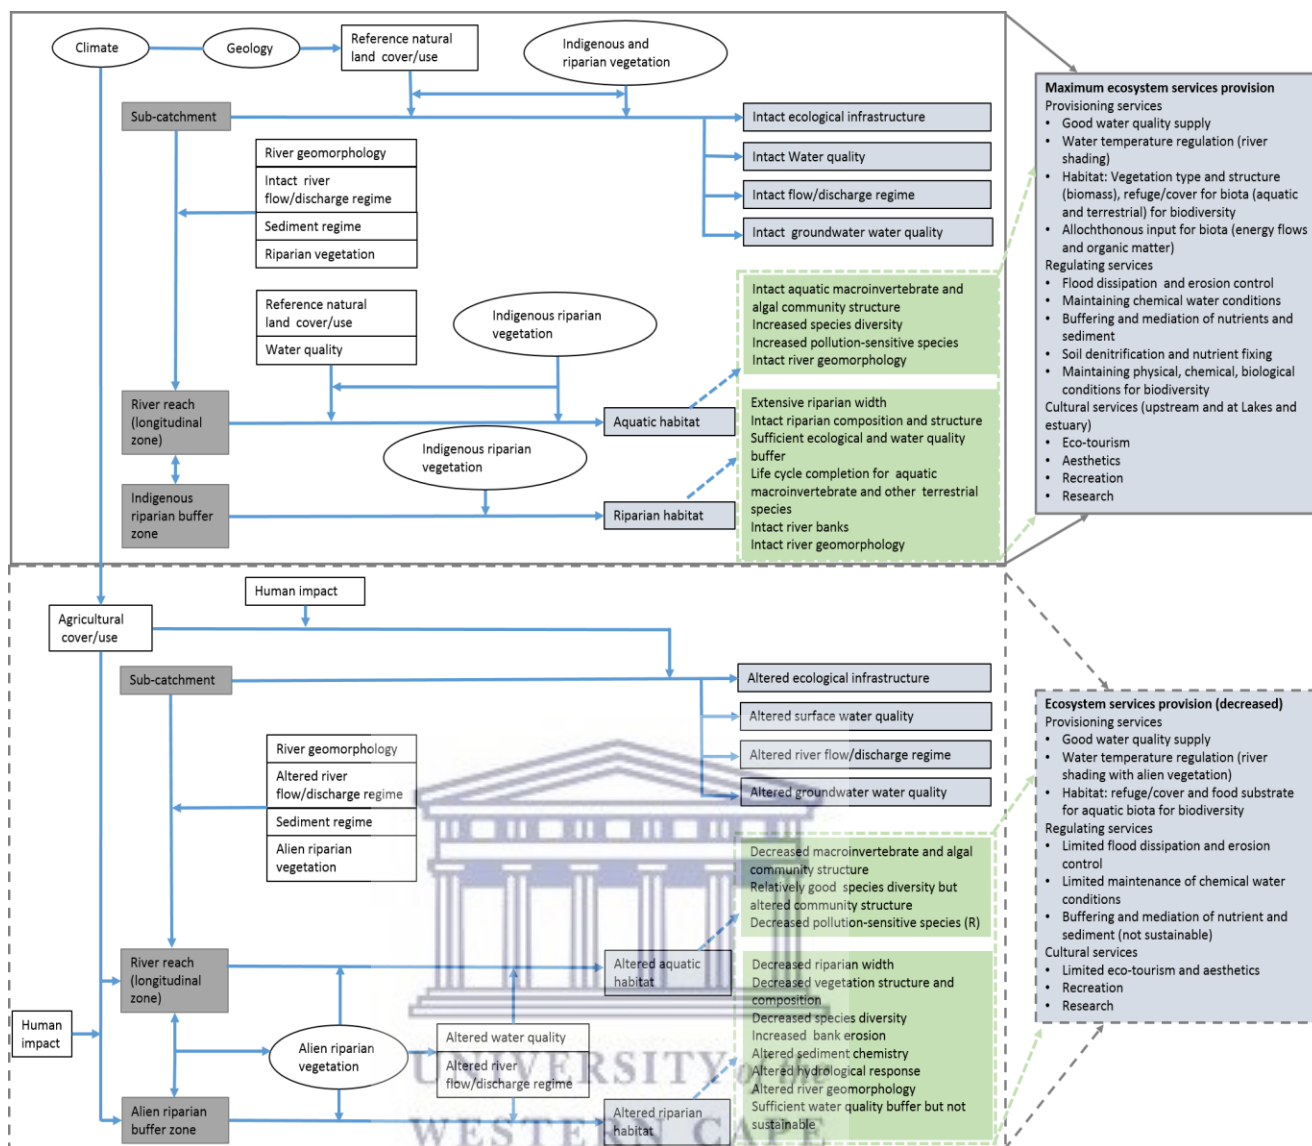 Climate
Geology
Reference natural
land cover/use
Indigenous and
riparian vegetation
Sub-catchment
Intact ecological infrastructure
River geomorphology
Intact river
flow/discharge regime
Sediment regime
Riparian vegetation
Intact Water quality
Intact flow/discharge regime
Intact groundwater water quality
Reference natural
land cover/use
Water quality
Indigenous riparian
vegetation
Intact aquatic macroinvertebrate and
algal community structure
Increased species diversity
Increased pollution-sensitive species
Intact river geomorphology
River reach
(longitudinal
zone)
Aquatic habitat
Indigenous riparian
vegetation
Indigenous
riparian buffer
zone
Riparian habitat
Extensive riparian width
Intact riparian composition and structure
Sufficient ecological and water quality
buffer
Life cycle completion for aquatic
macroinvertebrate and other terrestrial
species
Intact river banks
Intact river geomorphology
Maximum ecosystem services provision
Provisioning services
• Good water quality supply
• Water temperature regulation (river
shading)
• Habitat: Vegetation type and structure
(biomass), refuge/cover for biota (aquatic
and terrestrial) for biodiversity
• Allochthonous input for biota (energy flows
and organic matter)
Regulating services
• Flood dissipation and erosion control
• Maintaining chemical water conditions
• Buffering and mediation of nutrients and
sediment
• Soil denitrification and nutrient fixing
• Maintaining physical, chemical, biological
conditions for biodiversity
Cultural services (upstream and at Lakes and
estuary)
• Eco-tourism
• Aesthetics
• Recreation
• Research
Human impact
Agricultural
cover/use
Sub-catchment
Altered ecological infrastructure
Altered surface water quality
Altered river flow/discharge regime
Altered groundwater water quality
River geomorphology
Altered river
flow/discharge regime
Sediment regime
Alien riparian
vegetation
Decreased macroinvertebrate and algal
community structure
Relatively good species diversity but
altered community structure
Decreased pollution-sensitive species (R)
River reach
(longitudinal
zone)
Altered aquatic
habitat
Human
impact
Alien riparian
vegetation
Altered water quality
Altered river
flow/discharge regime
Alien riparian
buffer zone
Altered riparian
habitat
Decreased riparian width
Decreased vegetation structure and
composition
Decreased species diversity
Increased bank erosion
Altered sediment chemistry
Altered hydrological response
Altered river geomorphology
Sufficient water quality buffer but not
sustainable
Ecosystem services provision (decreased)
Provisioning services
• Good water quality supply
• Water temperature regulation (river
shading with alien vegetation)
• Habitat: refuge/cover and food substrate
for aquatic biota for biodiversity
Regulating services
• Limited flood dissipation and erosion
control
• Limited maintenance of chemical water
conditions
• Buffering and mediation of nutrient and
sediment (not sustainable)
Cultural services
• Limited eco-tourism and aesthetics
• Recreation
• Research
UNIVERSITY of the
WESTERN CAPE